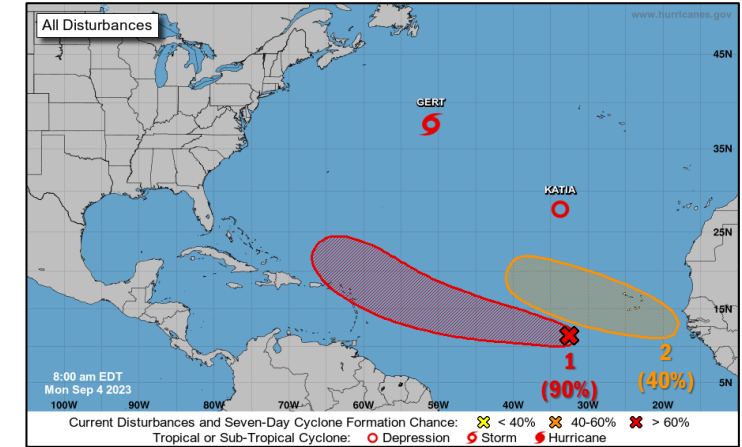 All Disturbances
www.hurricanes.gov
45N
GERT
35N
KATIA
25N
15N
1
(90%)
2
(40%)
5N
8:00 am EDT
Mon Sep 4 2023
100W 90W 80W 70W 60W 50W 40W 30W 20W
Current Disturbances and Seven-Day Cyclone Formation Chance: < 40% 40-60% > 60%
Tropical or Sub-Tropical Cyclone: Depression Storm Hurricane